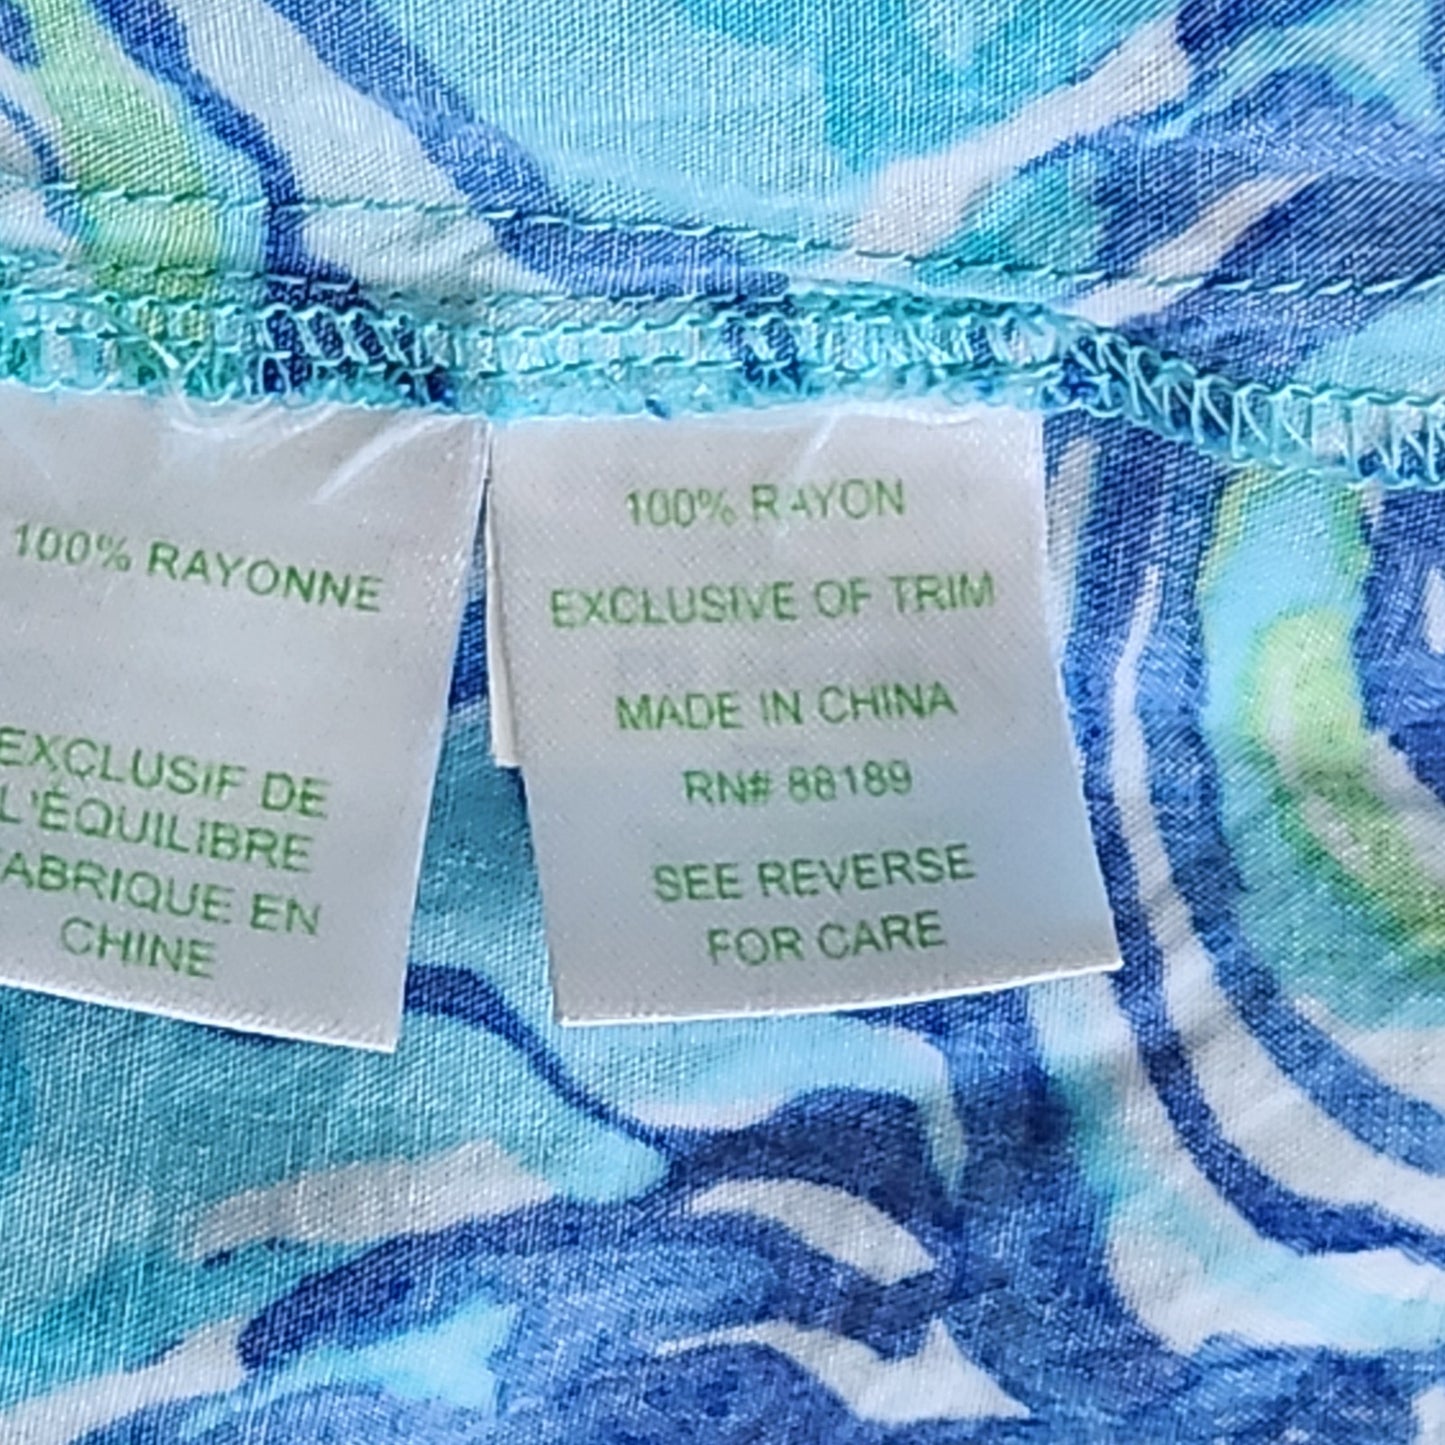 100% RAYONNE
EXCLUSIF DE
L'ÉQUILIBRE
FABRIQUE EN
CHINE
100% RAYON
EXCLUSIVE OF TRIM
MADE IN CHINA
RN# 88189
SEE REVERSE
FOR CARE